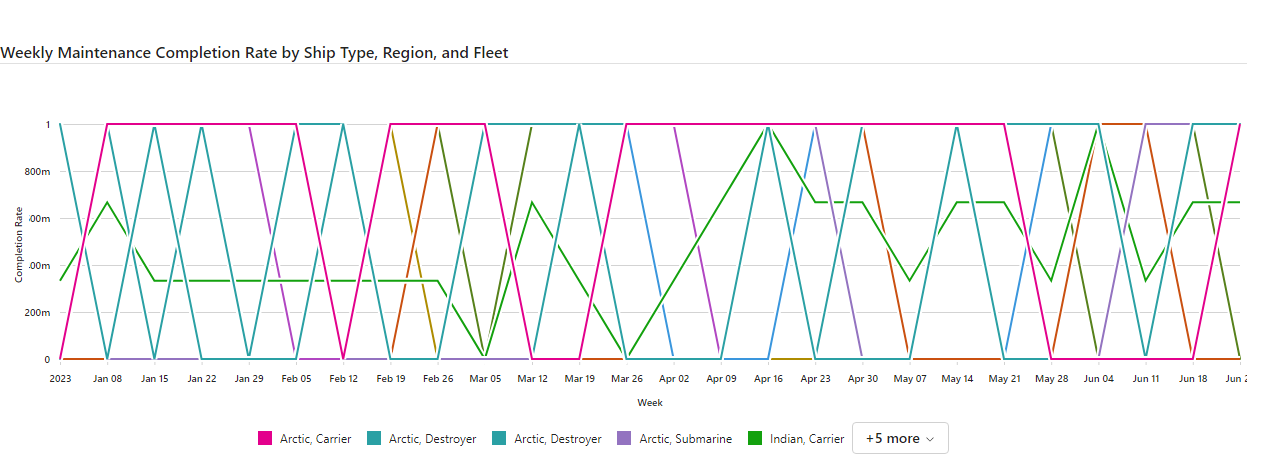 Weekly Maintenance Completion Rate by Ship Type, Region, and Fleet
1
800m
600m
400m
200m
0
Completion Rate
2023 Jan 08 Jan 15 Jan 22 Jan 29 Feb 05 Feb 12 Feb 19 Feb 26 Mar 05 Mar 12 Mar 19 Mar 26 Apr 02 Apr 09 Apr 16 Apr 23 Apr 30 May 07 May 14 May 21 May 28 Jun 04 Jun 11 Jun 18 Jun 2
Week
Arctic, Carrier Arctic, Destroyer Arctic, Destroyer Arctic, Submarine Indian, Carrier +5 more